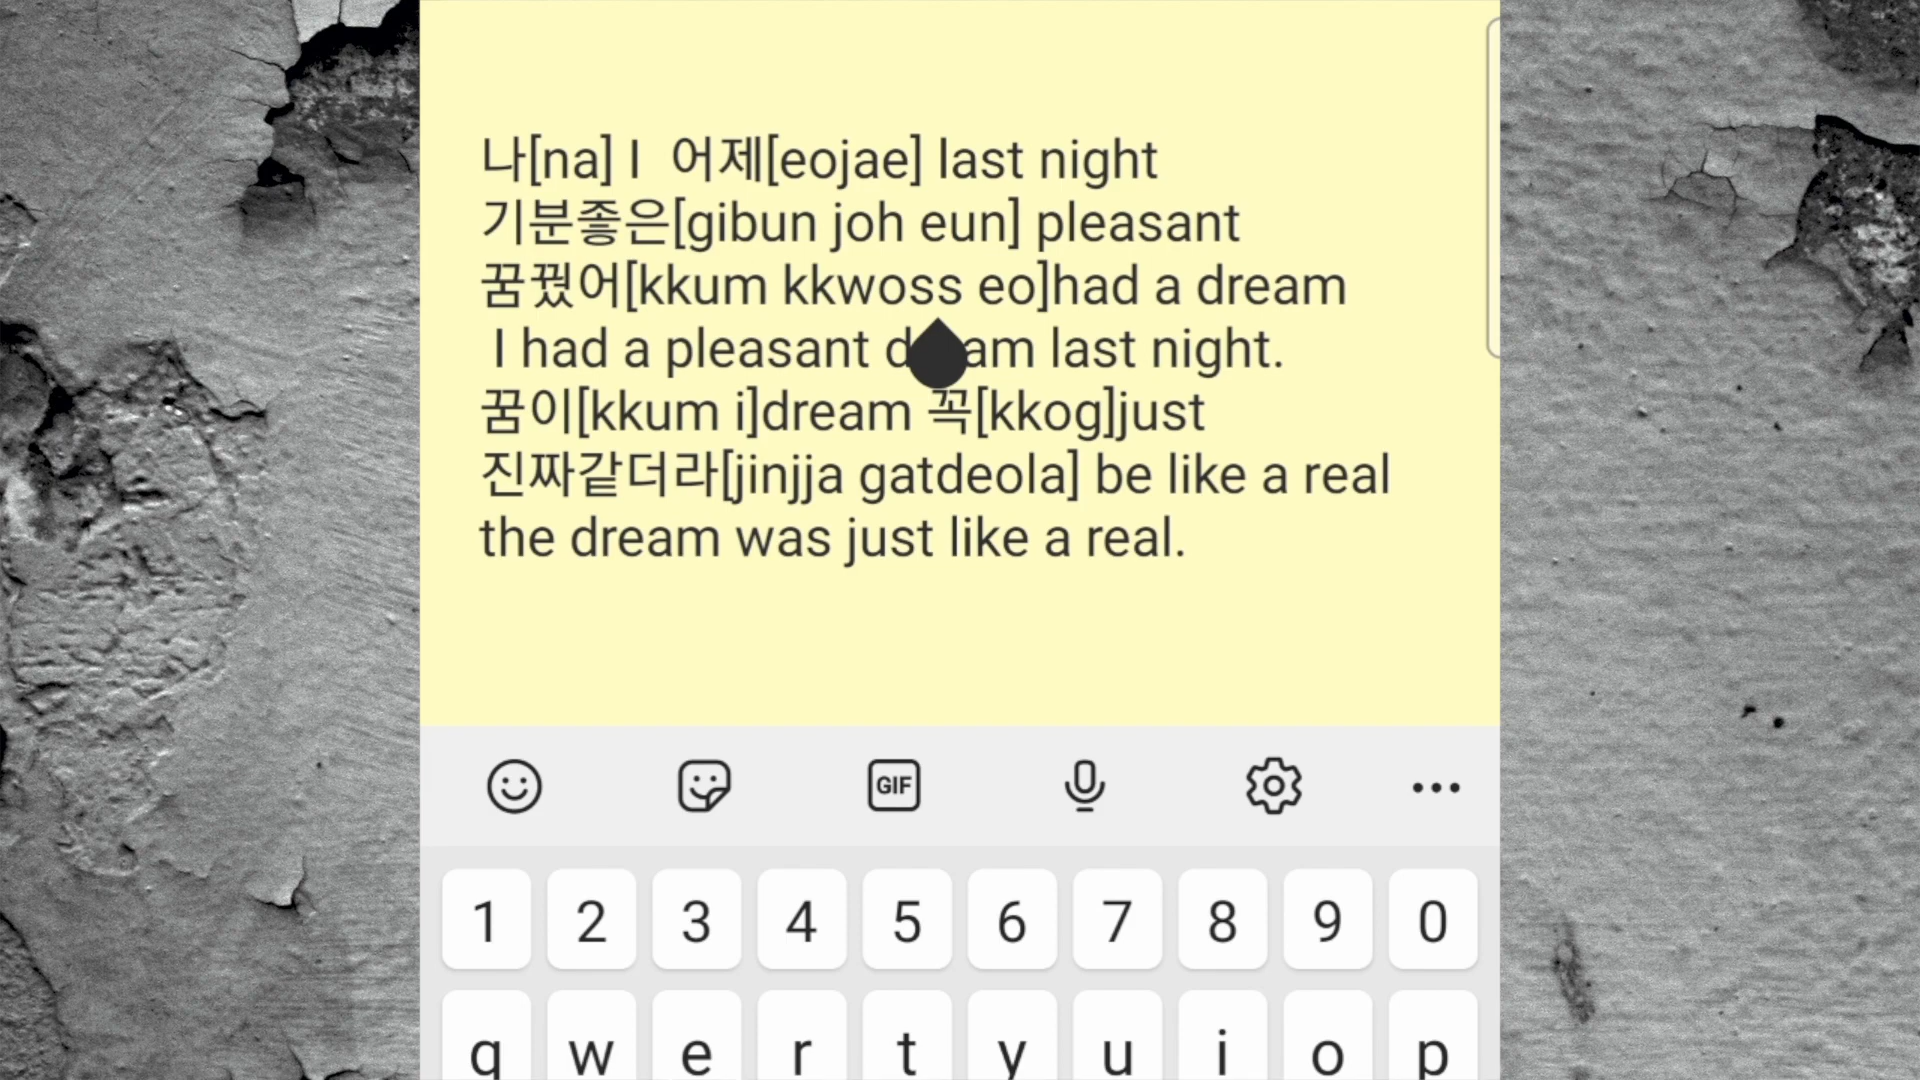 나[na] I 어제[eojae] last night
기분좋은[gibun joh eun] pleasant
꿈꿨어[kkum kkwoss eo]had a dream
I had a pleasant am last night.
꿈이[kkum i]dream 꼭[kkog]just
진짜같더라[jinjja gatdeola] be like a real
the dream was just like a real.
GIF
1 2 3 4 5 6 7 8 9 0
q w e r t y u i o p